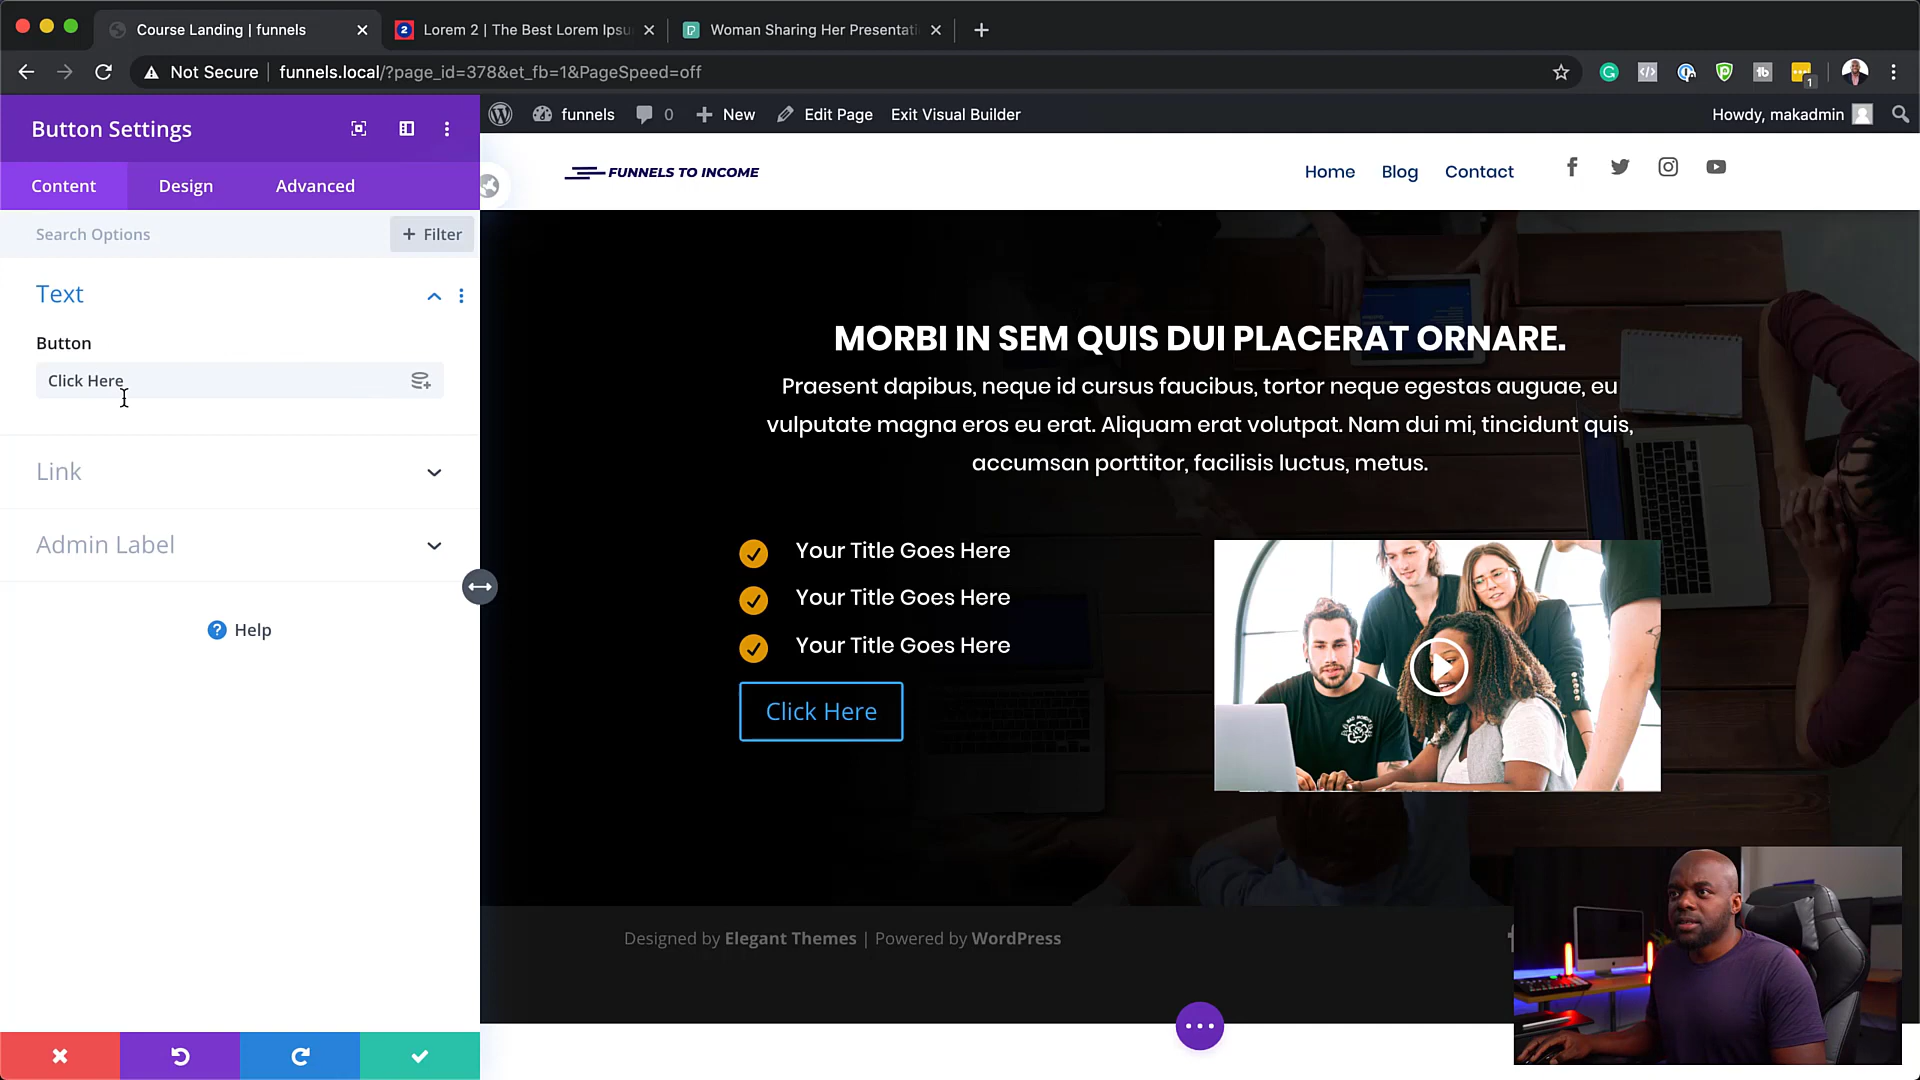 Course Landing | funnels
Lorem 2 | The Best Lorem Ipsu
Woman Sharing Her Presentati
Not Secure
funnels.local/?page_id=378&et_fb=1&PageSpeed=off
1
Button Settings
funnels
0
New
Edit Page
Exit Visual Builder
Howdy, makadmin
Content
Design
Advanced
FUNNELS TO INCOME
Home
Blog
Contact
Search Options
+ Filter
Text
Button
Click Here
Link
Admin Label
Help
MORBI IN SEM QUIS DUI PLACERAT ORNARE.
Praesent dapibus, neque id cursus faucibus, tortor neque egestas auguae, eu
vulputate magna eros eu erat. Aliquam erat volutpat. Nam dui mi, tincidunt quis,
accumsan porttitor, facilisis luctus, metus.
Your Title Goes Here
Your Title Goes Here
Your Title Goes Here
Click Here
Designed by Elegant Themes | Powered by WordPress